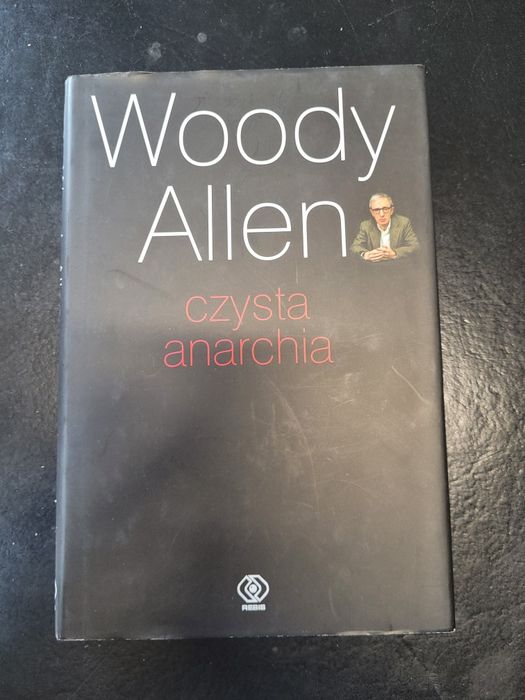 Woody
Allen
czysta
anarchia
REBIS